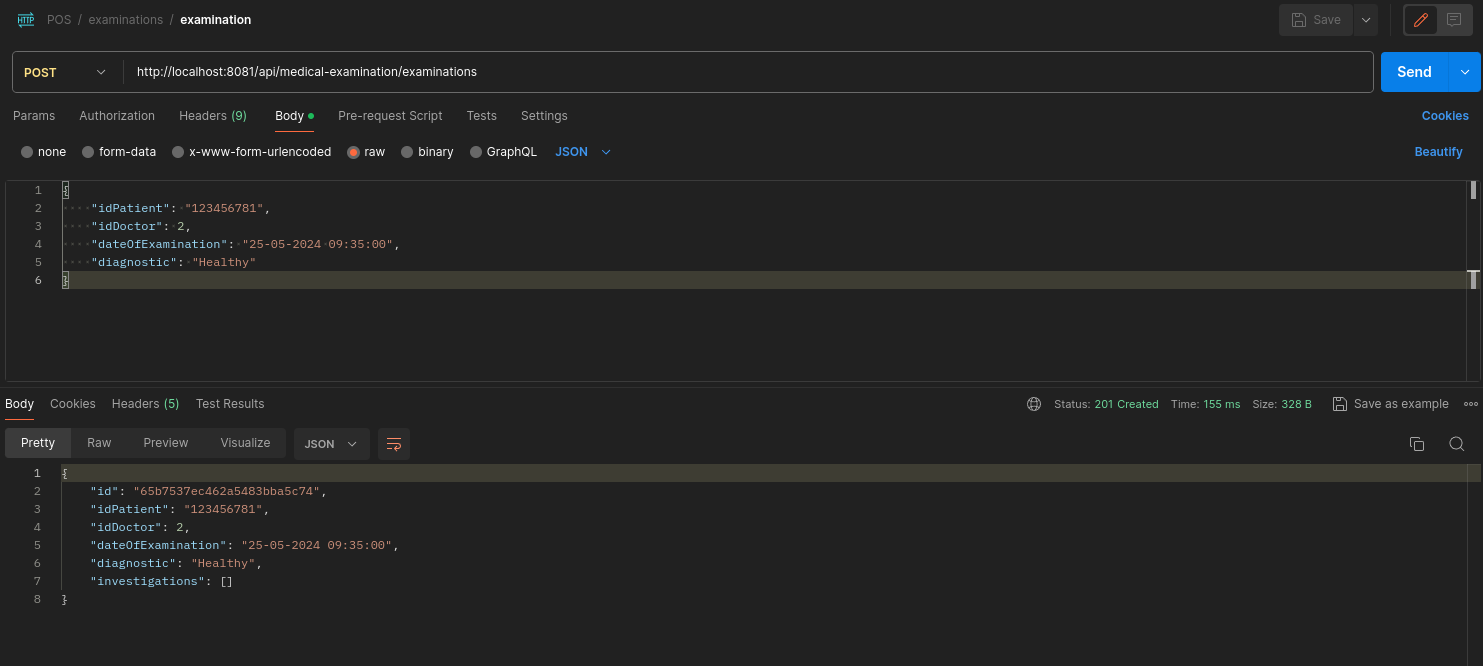 HTTP POS / examinations / examination Save
POST http://localhost:8081/api/medical-examination/examinations Send
Params Authorization Headers (9) Body Pre-request Script Tests Settings Cookies
none form-data x-www-form-urlencoded raw binary GraphQL JSON Beautify
1 {
2 "idPatient": "123456781",
3 "idDoctor": 2,
4 "dateOfExamination": "25-05-2024 09:35:00",
5 "diagnostic": "Healthy"
6 }
Body Cookies Headers (5) Test Results Status: 201 Created Time: 155 ms Size: 328 B Save as example
Pretty Raw Preview Visualize JSON
1 {
2 "id": "65b7537ec462a5483bba5c74",
3 "idPatient": "123456781",
4 "idDoctor": 2,
5 "dateOfExamination": "25-05-2024 09:35:00",
6 "diagnostic": "Healthy",
7 "investigations": []
8 }